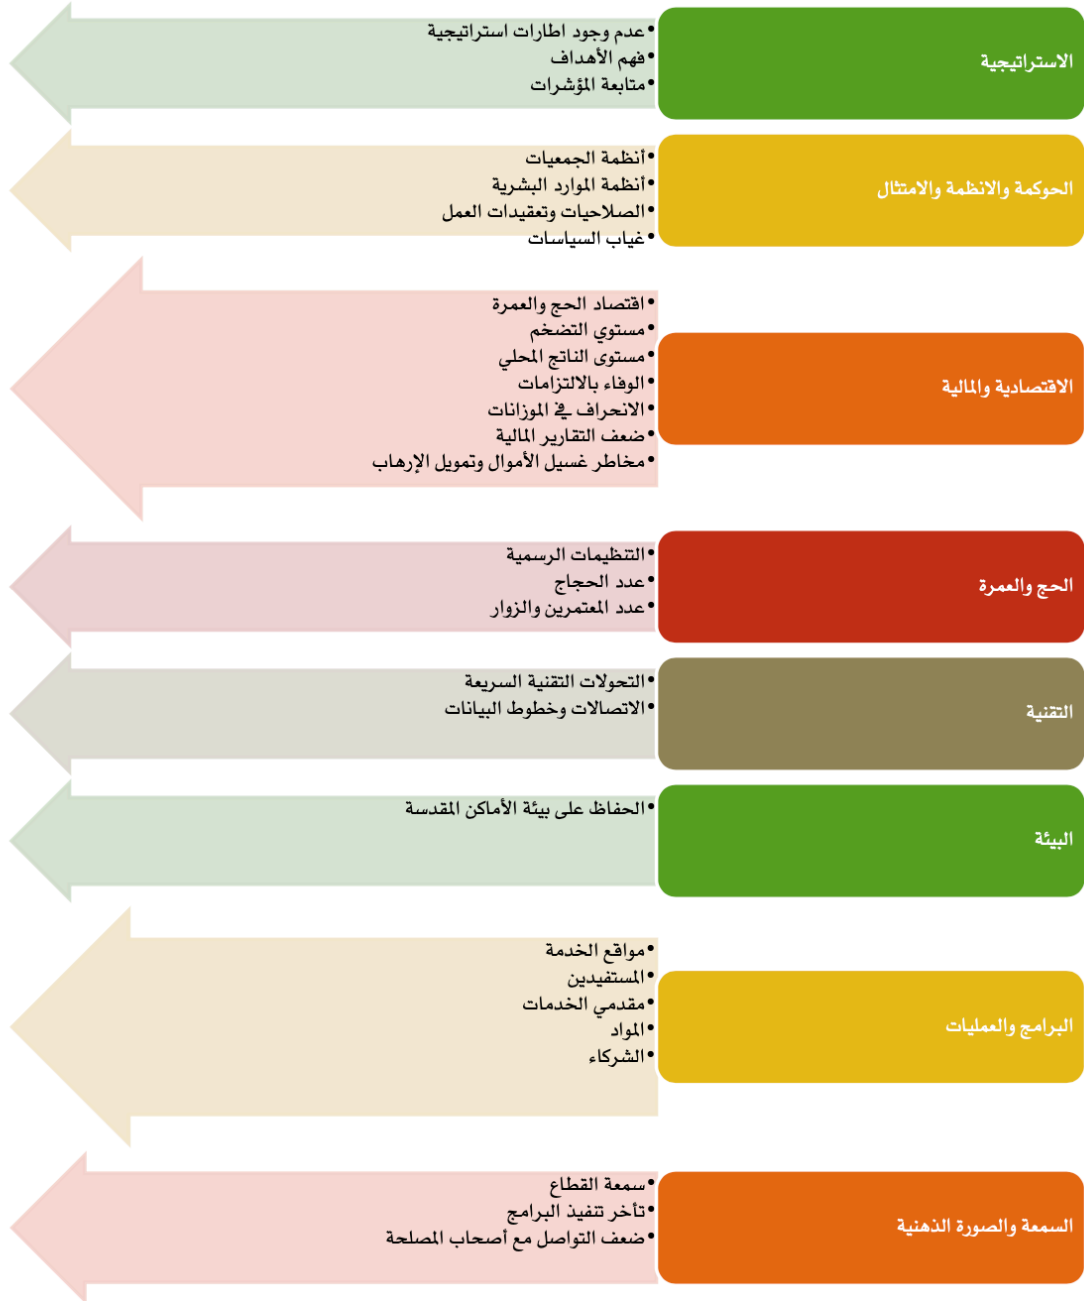 الاستراتيجية
•عدم وجود اطارات استراتيجية
•فهم الأهداف
•متابعة المؤشرات
الحوكمة والانظمة والامتثال
•أنظمة الجمعيات
•أنظمة الموارد البشرية
•الصلاحيات وتعقيدات العمل
•غياب السياسات
الاقتصادية والمالية
•اقتصاد الحج والعمرة
•مستوي التضخم
•مستوى الناتج المحلي
•الوفاء بالالتزامات
•الانحراف في الموزانات
•ضعف التقارير المالية
•مخاطر غسيل الأموال وتمويل الإرهاب
الحج والعمرة
•التنظيمات الرسمية
•عدد الحجاج
•عدد المعتمرين والزوار
التقنية
•التحولات التقنية السريعة
•الاتصالات وخطوط البيانات
البيئة
•الحفاظ على بيئة الأماكن المقدسة
البرامج والعمليات
•مواقع الخدمة
•المستفيدين
•مقدمي الخدمات
•المواد
•الشركاء
السمعة والصورة الذهنية
•سمعة القطاع
•تأخر تنفيذ البرامج
•ضعف التواصل مع أصحاب المصلحة